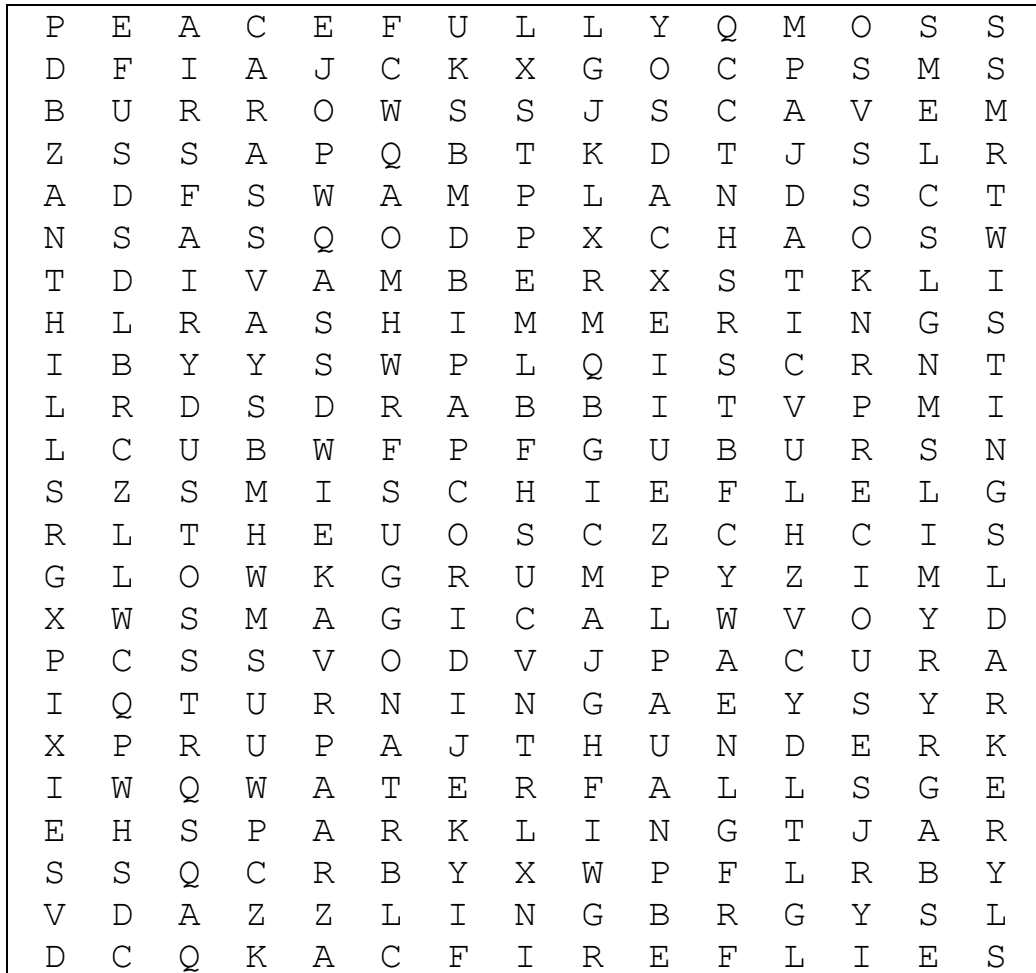 P E A C E F U L L Y Q M O S S
D F I A J C K X G O C P S M S
B U R R O W S S J S C A V E M
Z S S A P Q B T K D T J S L R
A D F S W A M P L A N D S C T
N S A S Q O D P X C H A O S W
T D I V A M B E R X S T K L I
H L R A S H I M M E R I N G S
I B Y Y S W P L Q I S C R N T
L R D S D R A B B I T V P M I
L C U B W F P F G U B U R S N
S Z S M I S C H I E F L E L G
R L T H E U O S C Z C H C I S
G L O W K G R U M P Y Z I M L
X W S M A G I C A L W V O Y D
P C S S V O D V J P A C U R A
I Q T U R N I N G A E Y S Y R
X P R U P A J T H U N D E R K
I W Q W A T E R F A L L S G E
E H S P A R K L I N G T J A R
S S Q C R B Y X W P F L R B Y
V D A Z Z L I N G B R G Y S L
D C Q K A C F I R E F L I E S